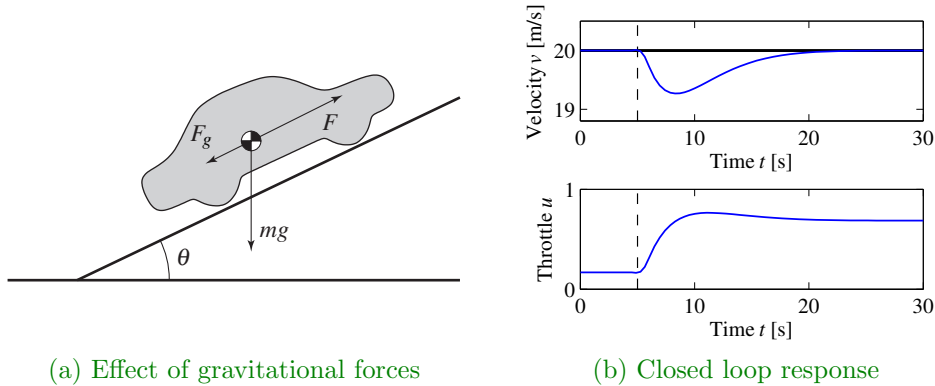 F_g
F
mg
θ
(a) Effect of gravitational forces
Velocity v [m/s]
20
19
0 10 20 30
Time t [s]
Throttle u
1
0
0 10 20 30
Time t [s]
(b) Closed loop response